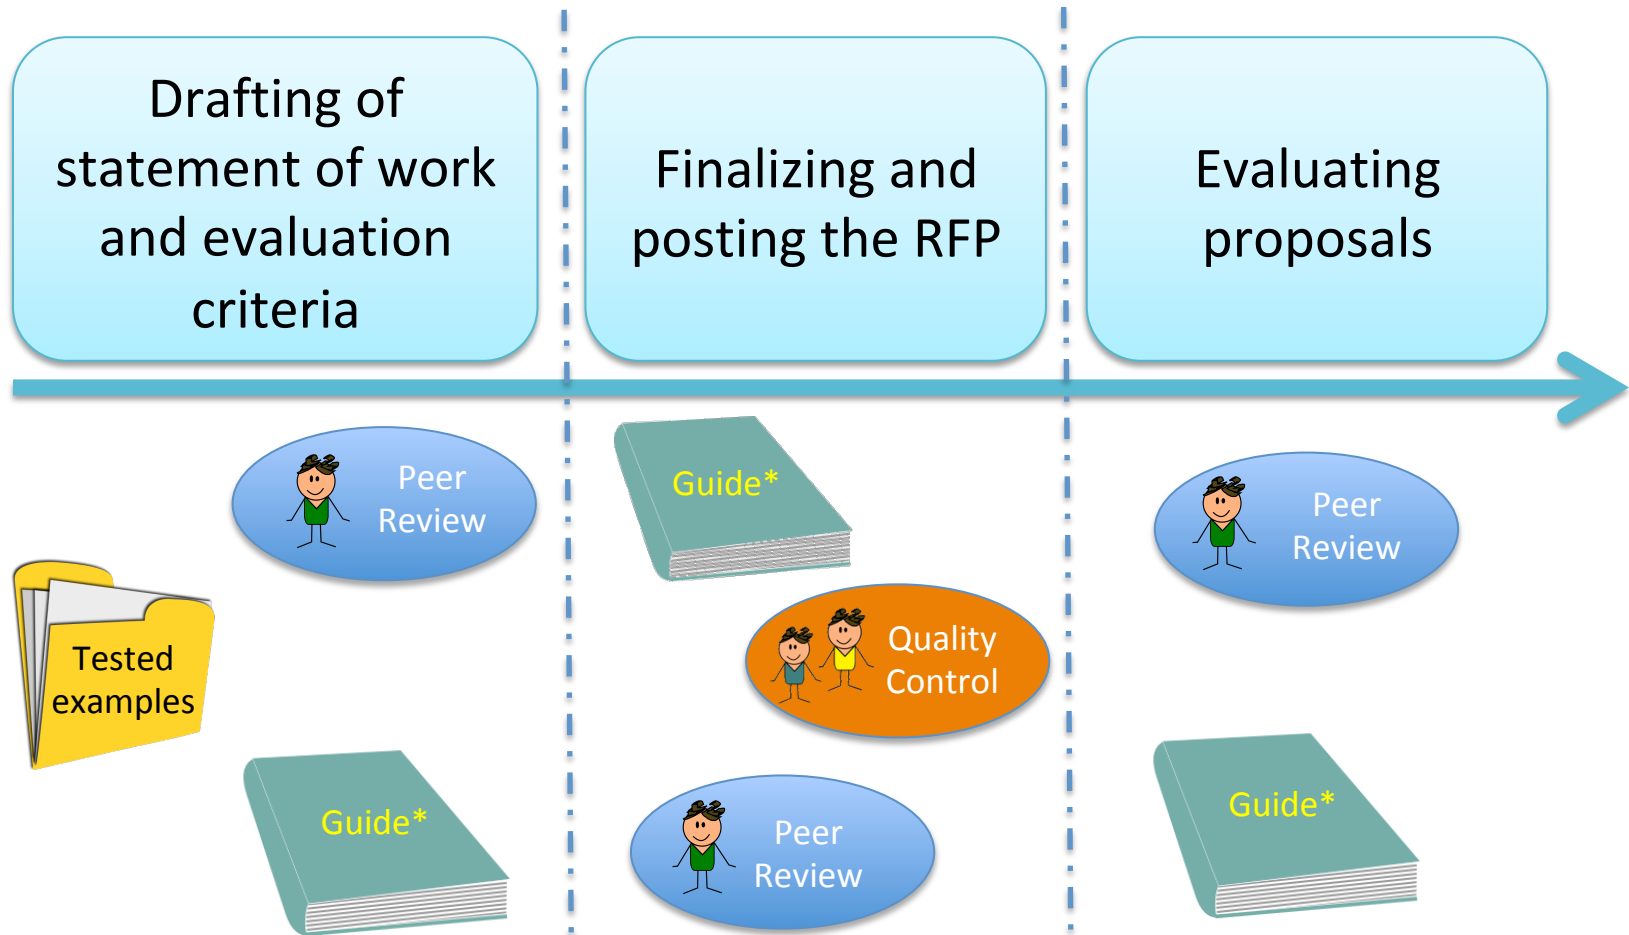 Drafting of
statement of work
and evaluation
criteria
Finalizing and
posting the RFP
Evaluating
proposals
Peer
Review
Tested
examples
Guide*
Guide*
Quality
Control
Peer
Review
Peer
Review
Guide*